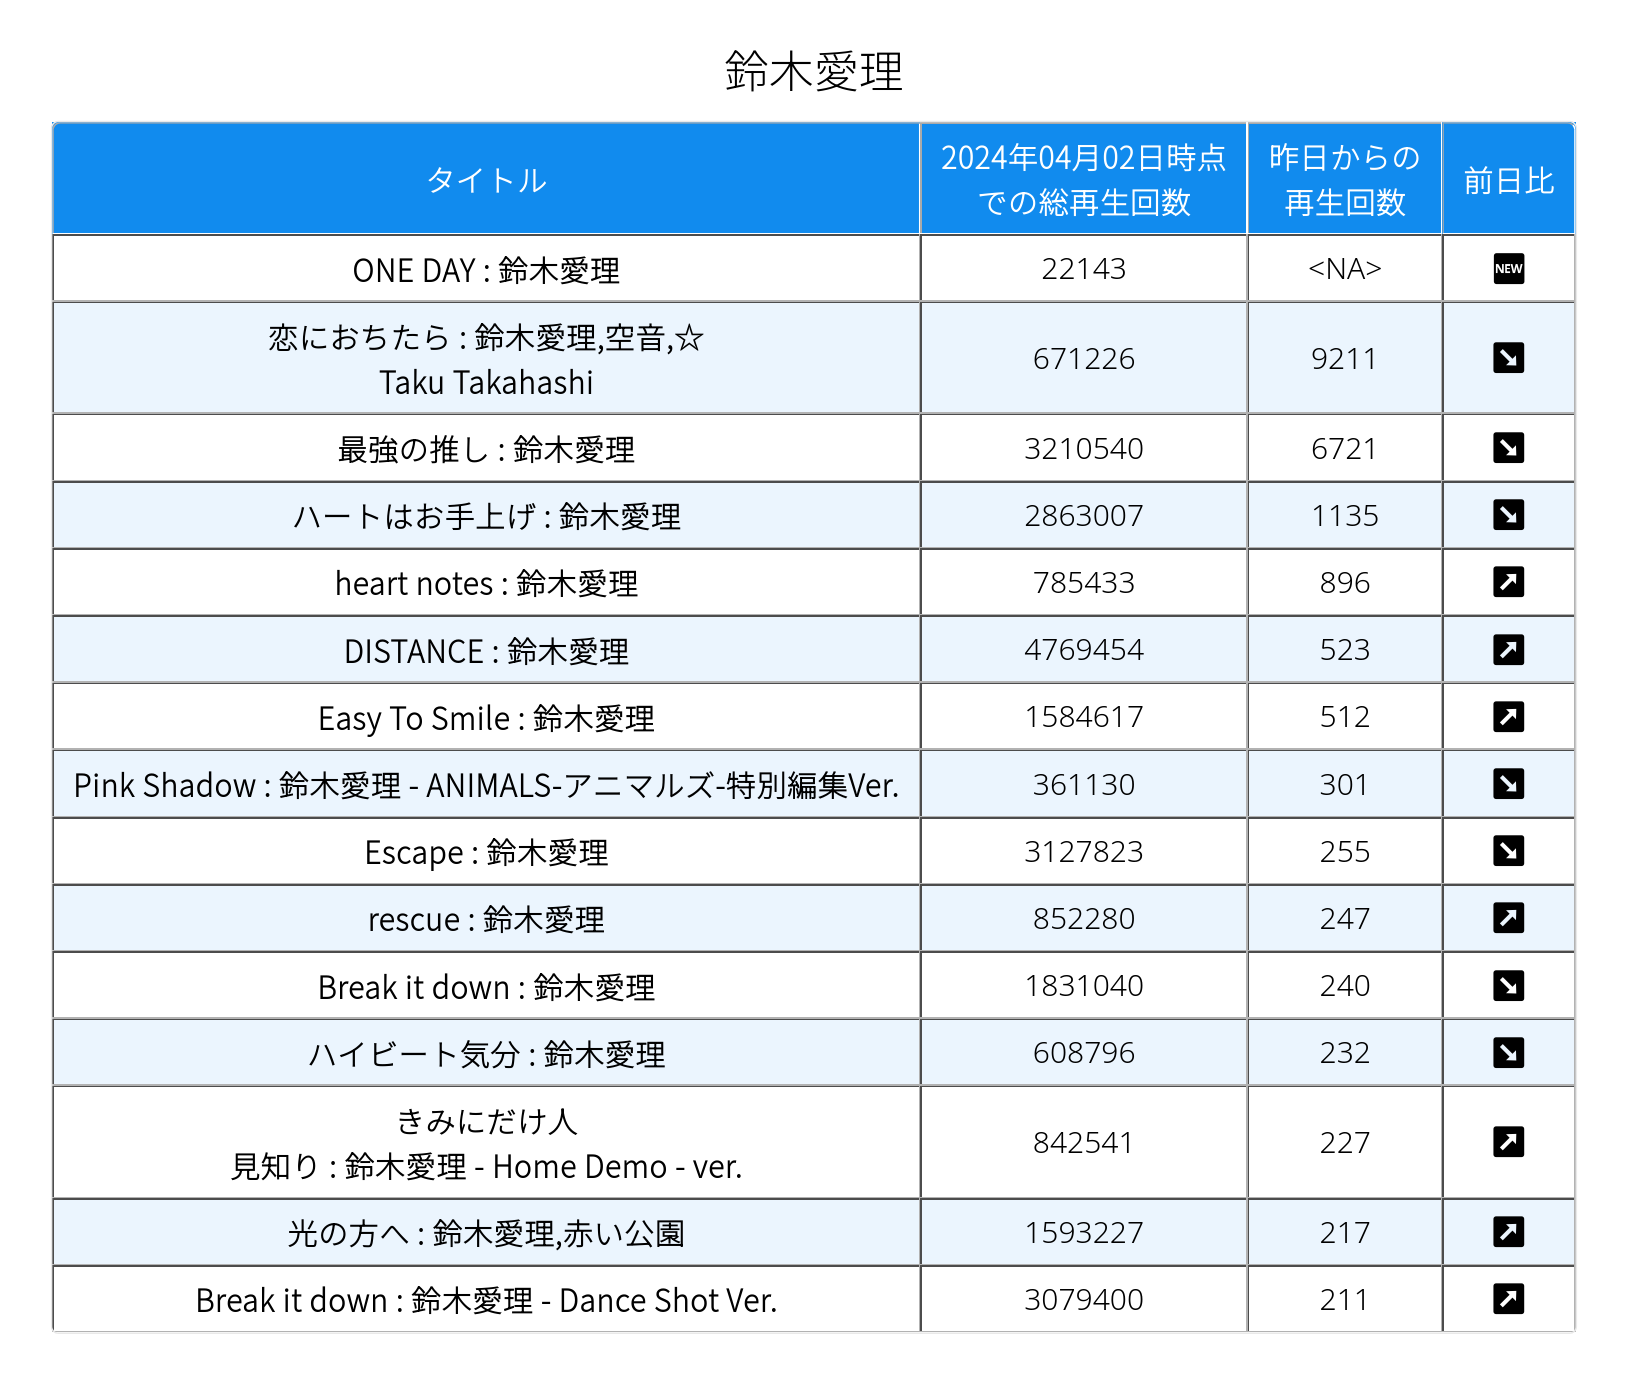 鈴木愛理
タイトル
2024年04月02日時点
での総再生回数
昨日からの
再生回数
前日比
ONE DAY : 鈴木愛理 22143 <NA> NEW
恋におちたら : 鈴木愛理,空音,☆
Taku Takahashi 671226 9211
最強の推し : 鈴木愛理 3210540 6721
ハートはお手上げ : 鈴木愛理 2863007 1135
heart notes : 鈴木愛理 785433 896
DISTANCE : 鈴木愛理 4769454 523
Easy To Smile : 鈴木愛理 1584617 512
Pink Shadow : 鈴木愛理 - ANIMALS-アニマルズ-特別編集Ver. 361130 301
Escape : 鈴木愛理 3127823 255
rescue : 鈴木愛理 852280 247
Break it down : 鈴木愛理 1831040 240
ハイビート気分 : 鈴木愛理 608796 232
きみにだけ人
見知り : 鈴木愛理 - Home Demo - ver. 842541 227
光の方へ : 鈴木愛理,赤い公園 1593227 217
Break it down : 鈴木愛理 - Dance Shot Ver. 3079400 211